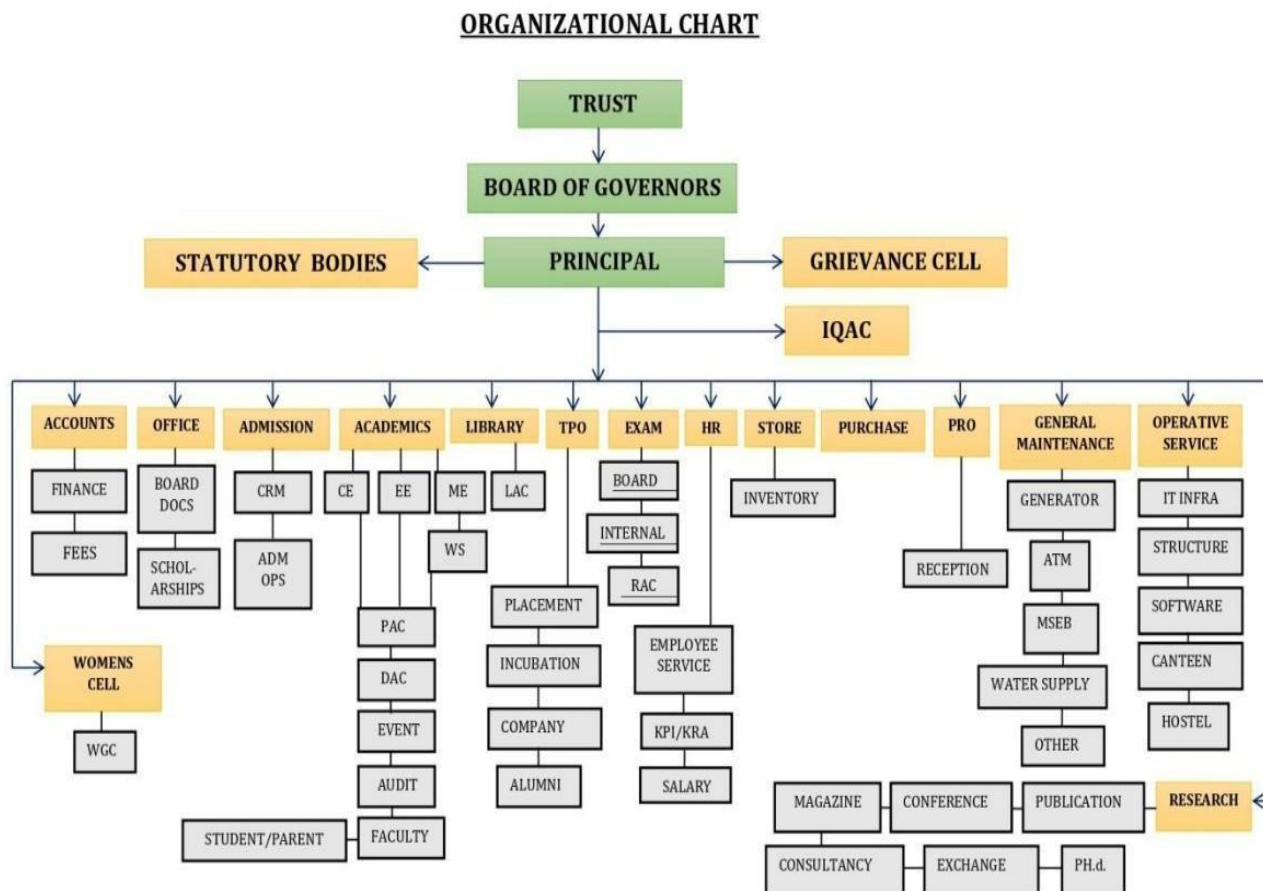 ORGANIZATIONAL CHART
TRUST
BOARD OF GOVERNORS
STATUTORY BODIES
PRINCIPAL
GRIEVANCE CELL
IQAC
ACCOUNTS
OFFICE
ADMISSION
ACADEMICS
LIBRARY
TPO
EXAM
HR
STORE
PURCHASE
PRO
GENERAL
MAINTENANCE
OPERATIVE
SERVICE
FINANCE
FEES
BOARD
DOCS
SCHOL-
ARSHIPS
CRM
ADM
OPS
CE
EE
ME
WS
PAC
DAC
EVENT
AUDIT
FACULTY
STUDENT/PARENT
LAC
PLACEMENT
INCUBATION
COMPANY
ALUMNI
BOARD
INTERNAL
RAC
EMPLOYEE
SERVICE
KPI/KRA
SALARY
INVENTORY
RECEPTION
GENERATOR
ATM
MSEB
WATER SUPPLY
OTHER
IT INFRA
STRUCTURE
SOFTWARE
CANTEEN
HOSTEL
WOMENS
CELL
WGC
MAGAZINE
CONFERENCE
PUBLICATION
RESEARCH
CONSULTANCY
EXCHANGE
PH.d.